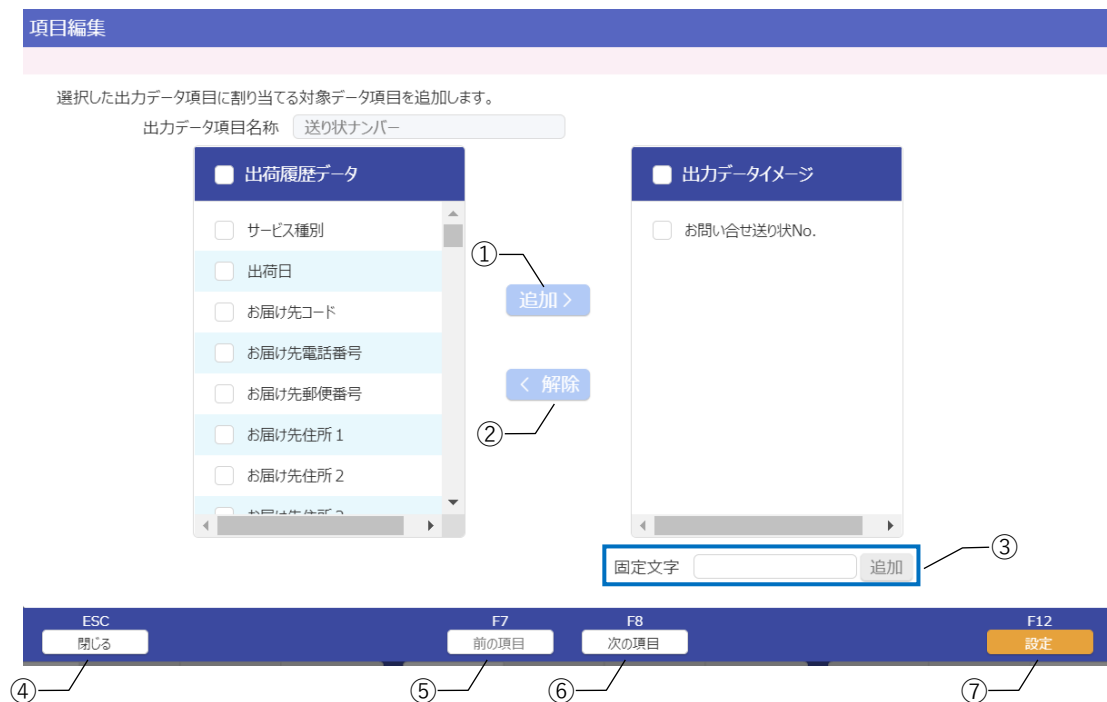 項目編集
選択した出力データ項目に割り当てる対象データ項目を追加します。
出力データ項目名称 送り状ナンバー
出荷履歴データ
出力データイメージ
サービス種別
お問い合せ送り状No.
①
出荷日
追加 >
お届け先コード
お届け先電話番号
< 解除
お届け先郵便番号
②
お届け先住所1
お届け先住所2
③
固定文字 追加
ESC F7 F8 F12
閉じる 前の項目 次の項目 設定
④ ⑤ ⑥ ⑦